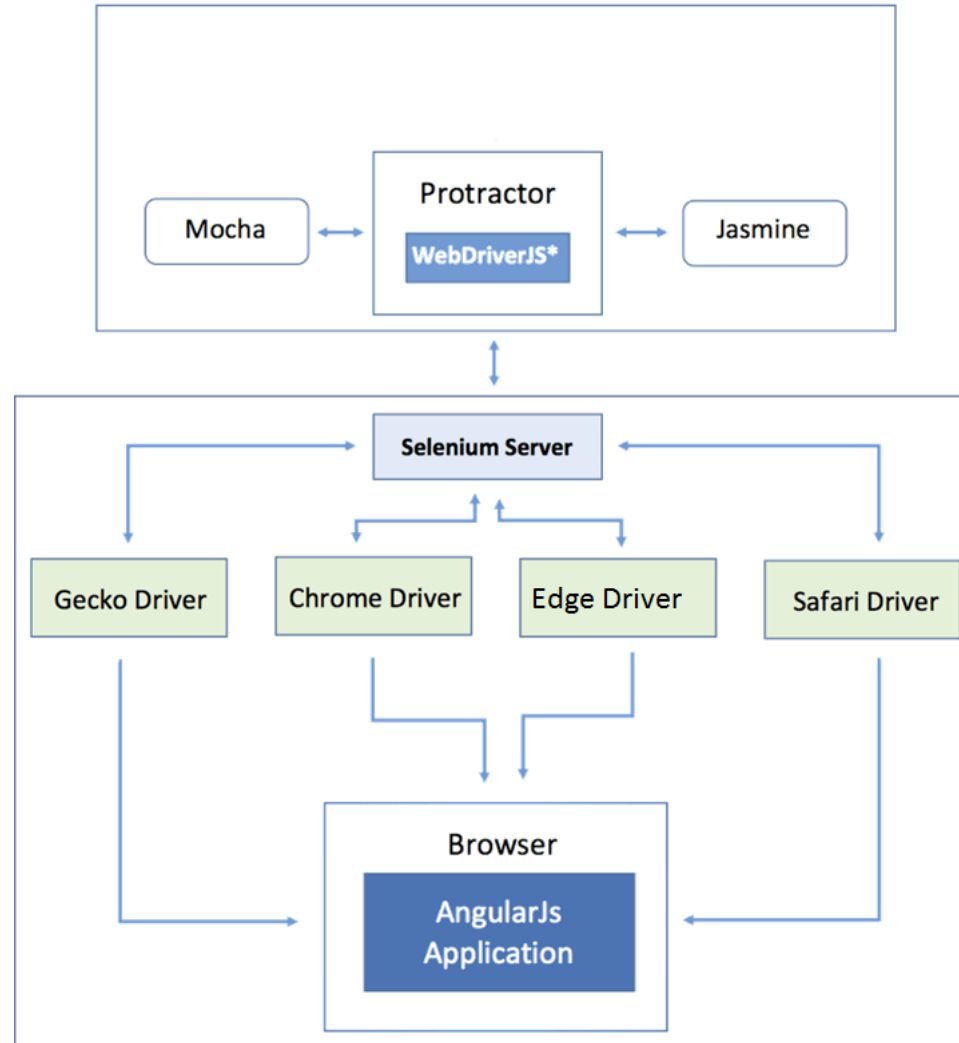 Protractor
Mocha
Jasmine
WebDriverJS*
Selenium Server
Gecko Driver
Chrome Driver
Edge Driver
Safari Driver
Browser
AngularJs
Application